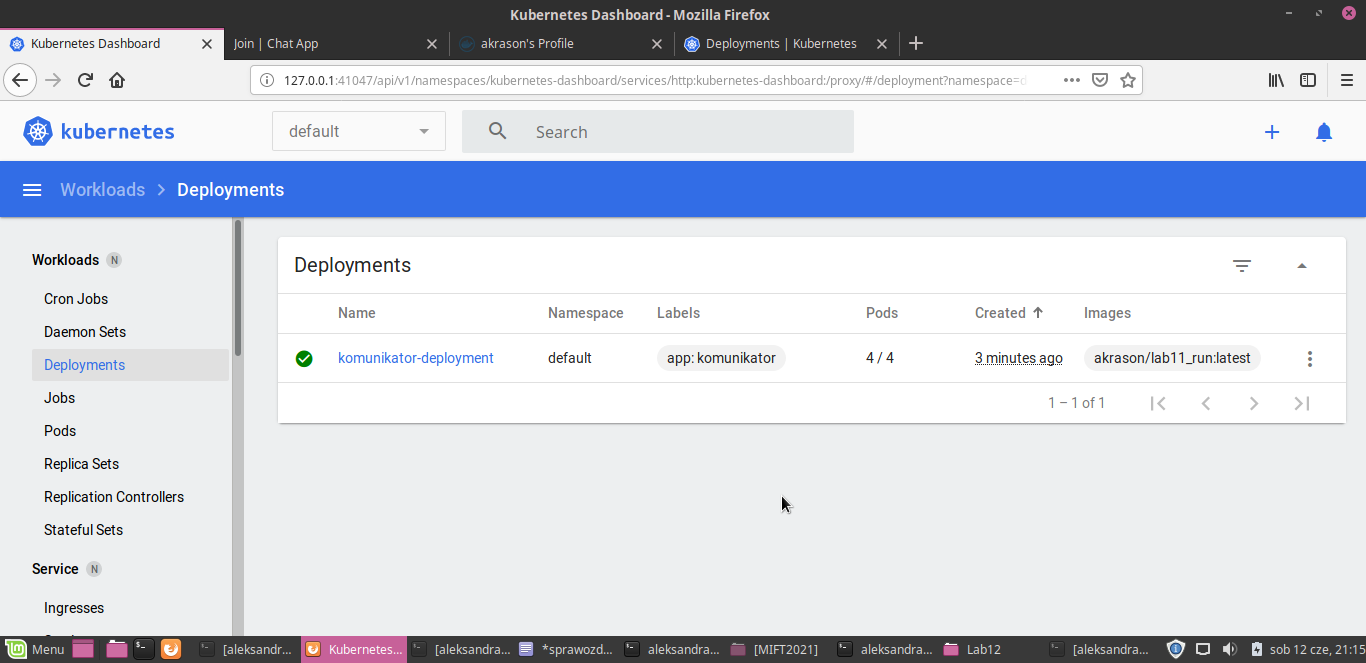 Kubernetes Dashboard - Mozilla Firefox
Kubernetes Dashboard
Join | Chat App
akrason's Profile
Deployments | Kubernetes
127.0.0.1:41047/api/v1/namespaces/kubernetes-dashboard/services/http:kubernetes-dashboard:/proxy/#/deployment?namespace=d
kubernetes
default
Search
Workloads
Deployments
Workloads N
Cron Jobs
Daemon Sets
Deployments
Jobs
Pods
Replica Sets
Replication Controllers
Stateful Sets
Service N
Ingresses
Deployments
Name Namespace Labels Pods Created Images
komunikator-deployment default app: komunikator 4 / 4 3 minutes ago akrason/lab11_run:latest
1 – 1 of 1
Menu [aleksandr... Kubernetes... [aleksandra... *sprawozd... aleksandra... [MIFT2021] aleksandra... Lab12 [aleksandra... sob 12 cze, 21:15